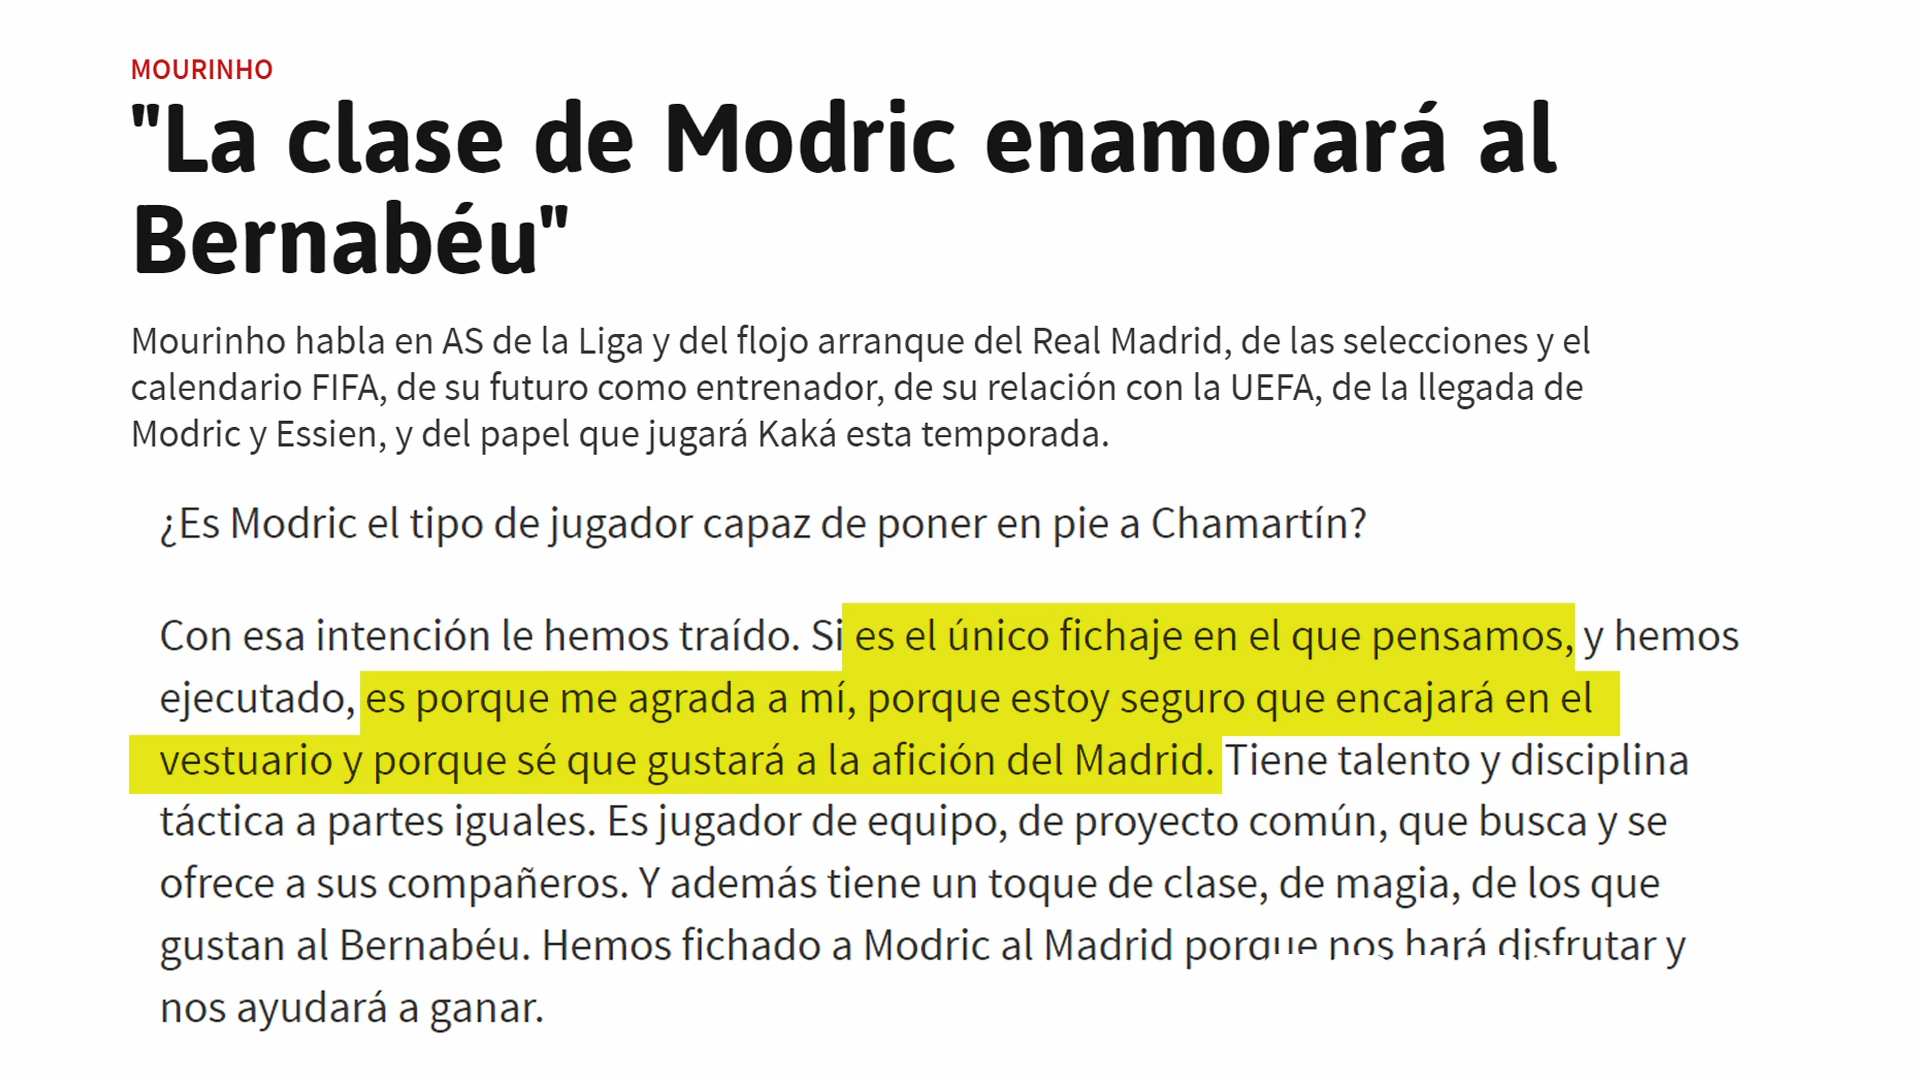 MOURINHO
"La clase de Modric enamorará al
Bernabéu"
Mourinho habla en AS de la Liga y del flojo arranque del Real Madrid, de las selecciones y el
calendario FIFA, de su futuro como entrenador, de su relación con la UEFA, de la llegada de
Modric y Essien, y del papel que jugará Kaká esta temporada.
¿Es Modric el tipo de jugador capaz de poner en pie a Chamartín?
Con esa intención le hemos traído. Si es el único fichaje en el que pensamos, y hemos
ejecutado, es porque me agrada a mí, porque estoy seguro que encajará en el
vestuario y porque sé que gustará a la afición del Madrid. Tiene talento y disciplina
táctica a partes iguales. Es jugador de equipo, de proyecto común, que busca y se
ofrece a sus compañeros. Y además tiene un toque de clase, de magia, de los que
gustan al Bernabéu. Hemos fichado a Modric al Madrid porque nos hará disfrutar y
nos ayudará a ganar.